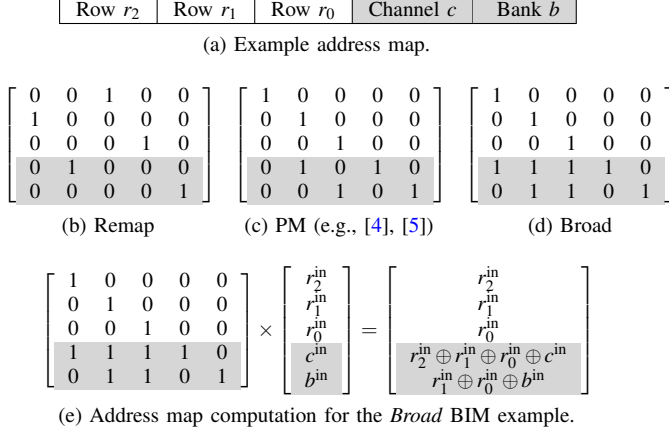 Row r₂ Row r₁ Row r₀ Channel c Bank b
(a) Example address map.
0 0 1 0 0
1 0 0 0 0
0 0 0 1 0
0 1 0 0 0
0 0 0 0 1
(b) Remap
1 0 0 0 0
0 1 0 0 0
0 0 1 0 0
0 1 0 1 0
0 0 1 0 1
(c) PM (e.g., [4], [5])
1 0 0 0 0
0 1 0 0 0
0 0 1 0 0
1 1 1 1 0
0 1 1 0 1
(d) Broad
1 0 0 0 0 r₂ⁱⁿ r₂ⁱⁿ
0 1 0 0 0 r₁ⁱⁿ r₁ⁱⁿ
0 0 1 0 0 × r₀ⁱⁿ = r₀ⁱⁿ
1 1 1 1 0 cⁱⁿ r₂ⁱⁿ ⊕ r₁ⁱⁿ ⊕ r₀ⁱⁿ ⊕ cⁱⁿ
0 1 1 0 1 bⁱⁿ r₁ⁱⁿ ⊕ r₀ⁱⁿ ⊕ bⁱⁿ
(e) Address map computation for the Broad BIM example.